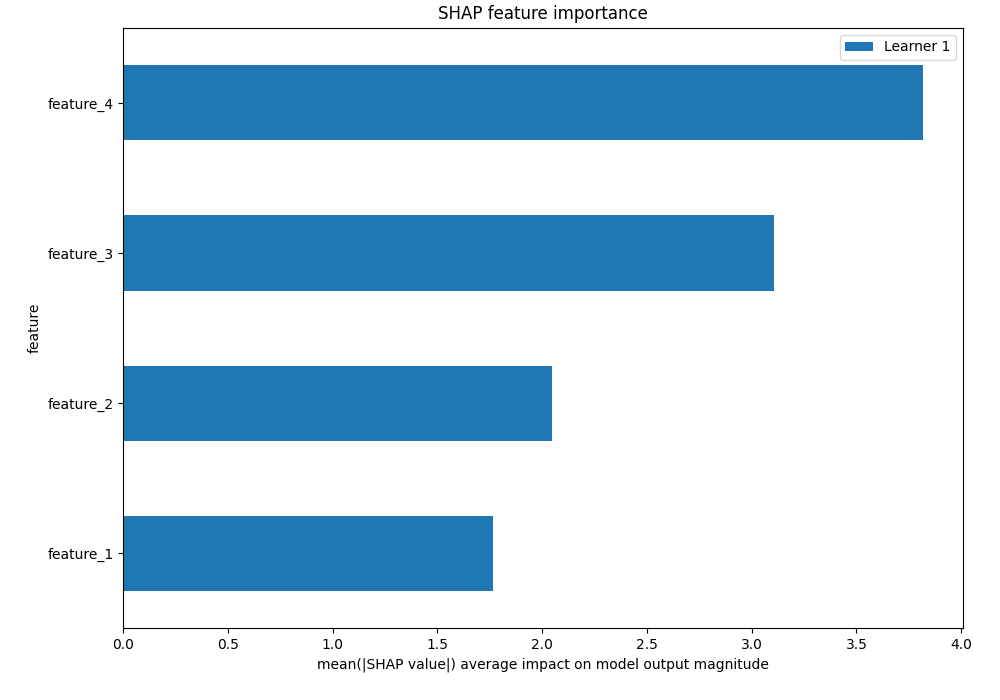 SHAP feature importance
Learner 1
feature_4
feature_3
feature_2
feature_1
feature
0.0 0.5 1.0 1.5 2.0 2.5 3.0 3.5 4.0
mean(|SHAP value|) average impact on model output magnitude